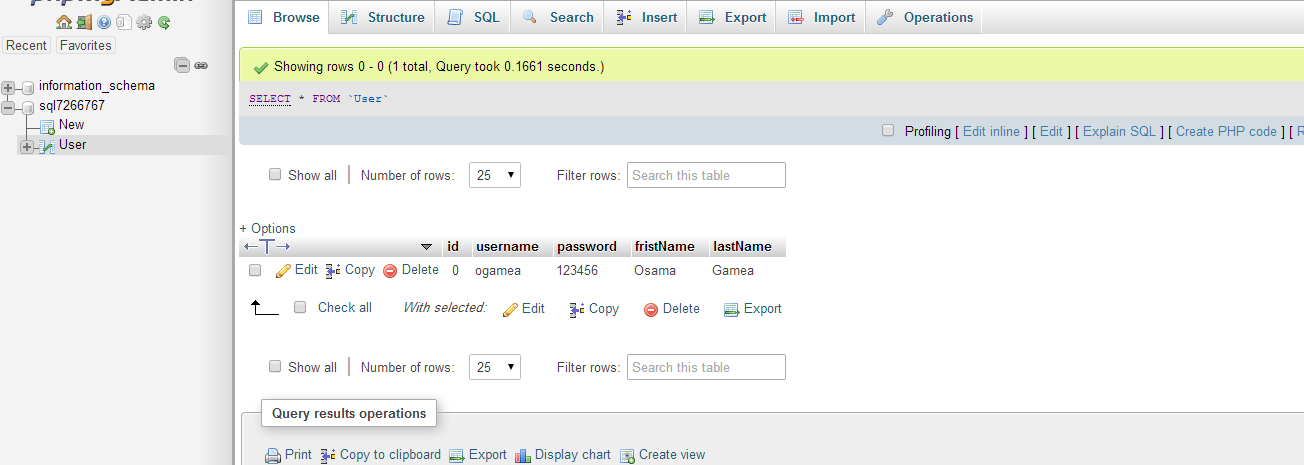 phpMyAdmin
Recent Favorites
information_schema
sql7266767
New
User
Browse Structure SQL Search Insert Export Import Operations
Showing rows 0 - 0 (1 total, Query took 0.1661 seconds.)
SELECT * FROM `User`
Profiling [ Edit inline ] [ Edit ] [ Explain SQL ] [ Create PHP code ] [
Show all Number of rows: 25 Filter rows: Search this table
+ Options
id username password fristName lastName
Edit Copy Delete 0 ogamea 123456 Osama Gamea
Check all With selected: Edit Copy Delete Export
Show all Number of rows: 25 Filter rows: Search this table
Query results operations
Print Copy to clipboard Export Display chart Create view